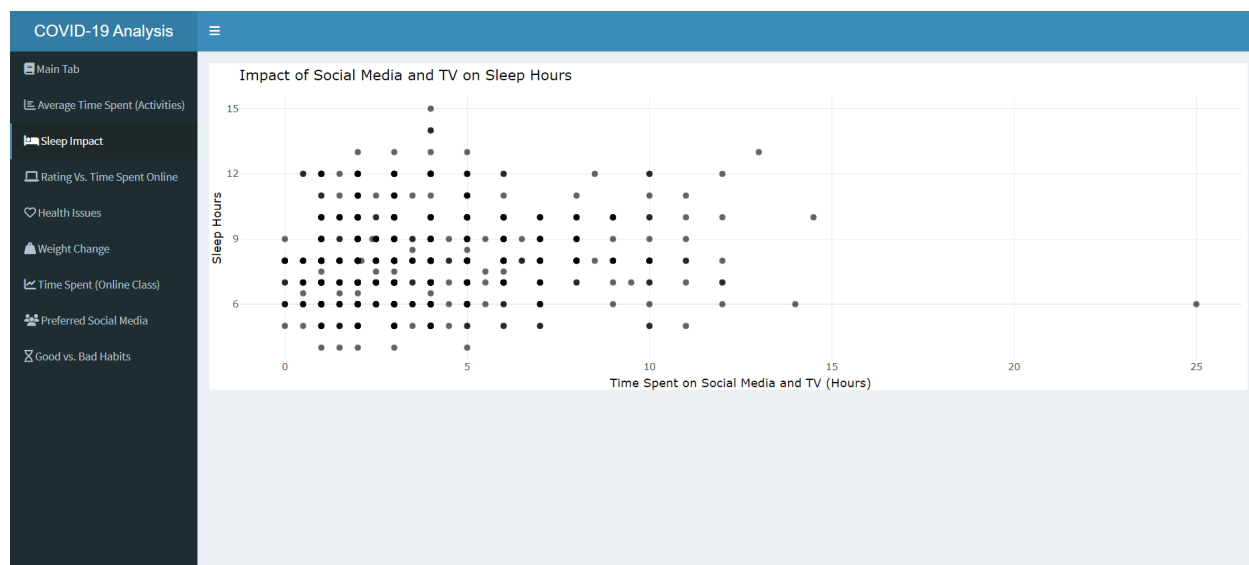 COVID-19 Analysis
Main Tab
Average Time Spent (Activities)
Sleep Impact
Rating Vs. Time Spent Online
Health Issues
Weight Change
Time Spent (Online Class)
Preferred Social Media
Good vs. Bad Habits
Impact of Social Media and TV on Sleep Hours
Sleep Hours
15
12
9
6
0 5 10 15 20 25
Time Spent on Social Media and TV (Hours)